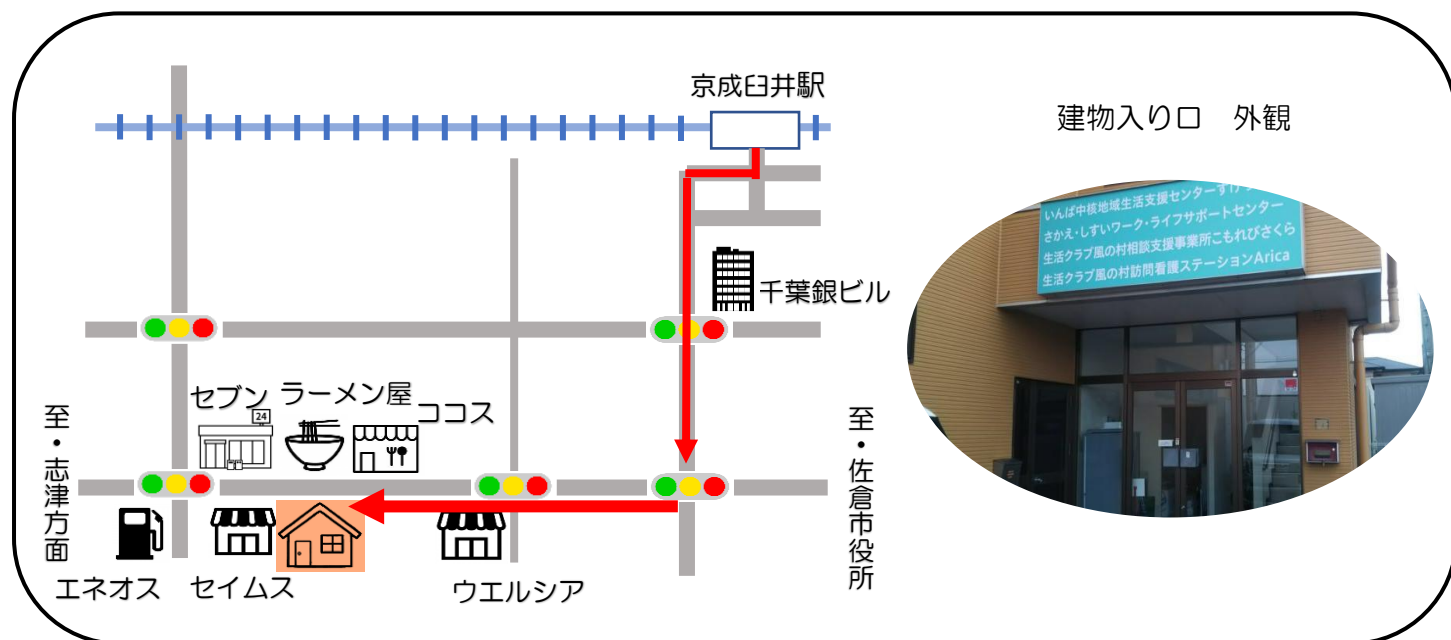 京成臼井駅
千葉銀ビル
セブン
24
ラーメン屋
ココス
至・志津方面
至・佐倉市役所
エネオス
セイムス
ウエルシア
建物入り口 外観
いんば中核地域生活支援センターすけっと
さかえ・しすいワーク・ライフサポートセンター
生活クラブ風の村相談支援事業所こもれびさくら
生活クラブ風の村訪問看護ステーションArica